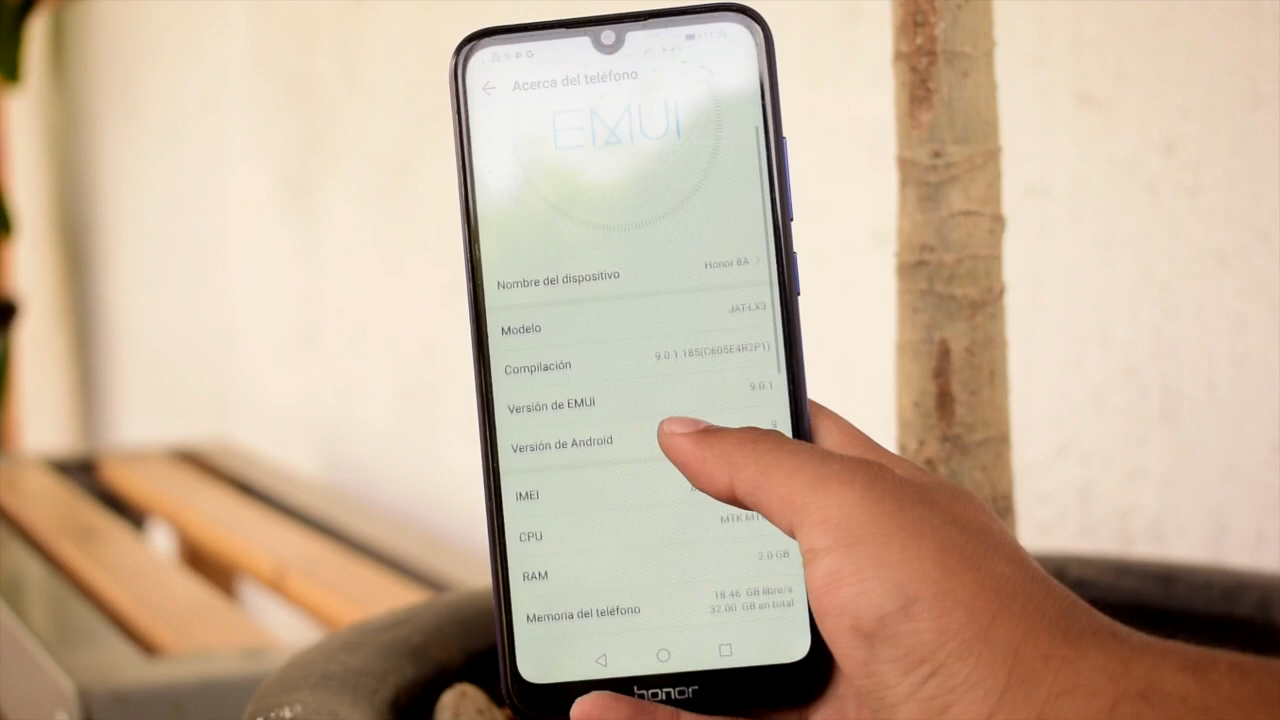 Acerca del teléfono
EMUI
Nombre del dispositivo Honor 8A
Modelo JAT-LX3
Compilación 9.0.1.185(C605E4R2P1)
Versión de EMUI 9.0.1
Versión de Android 9
IMEI
CPU MTK
RAM 2.0 GB
Memoria del teléfono 18.46 GB libre/s
32.00 GB en total
honor